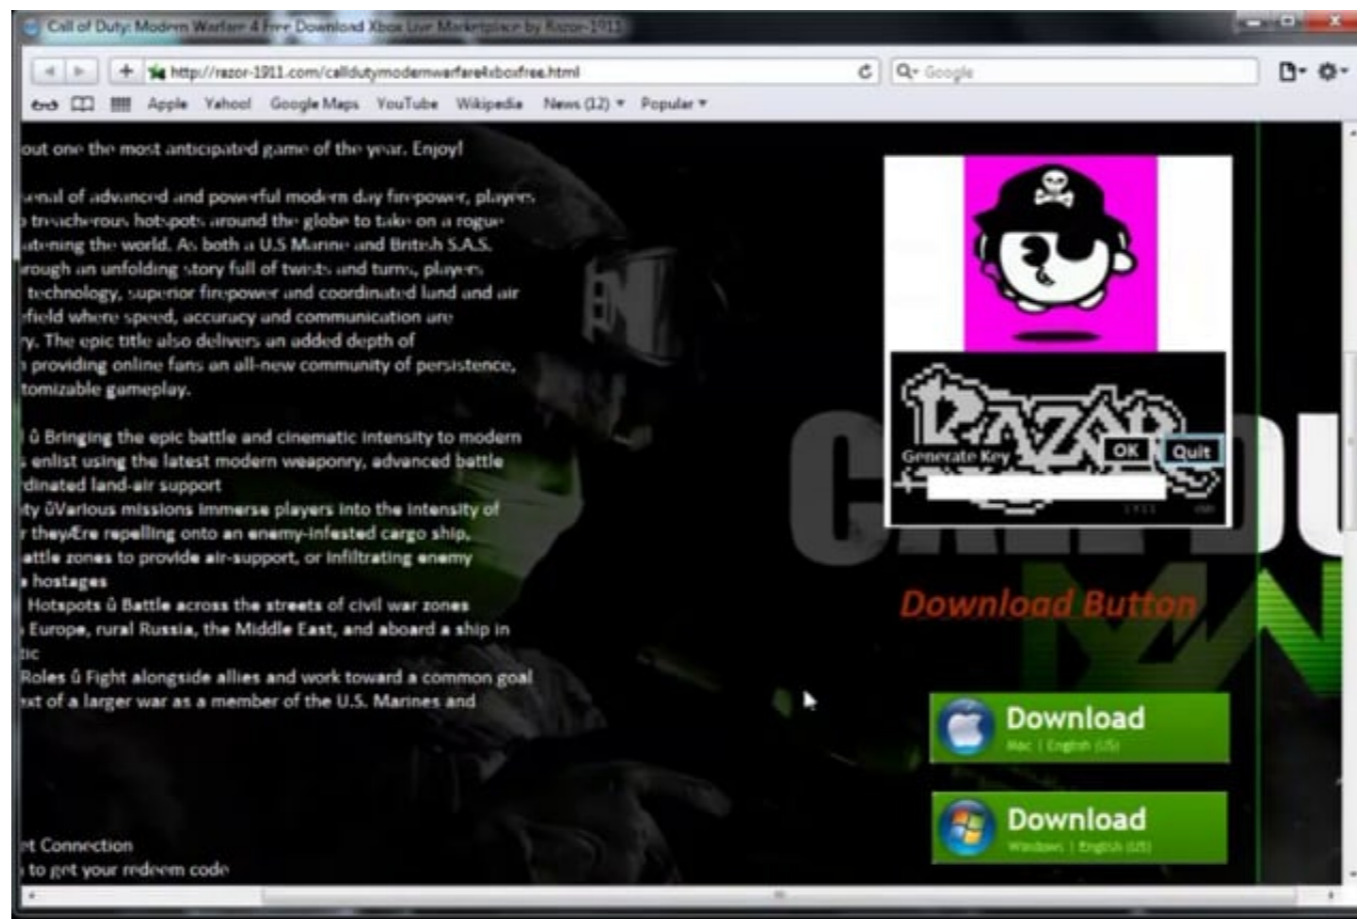 Call of Duty: Modern Warfare 4 Free Download Xbox Live Marketplace by Razor-1911
http://razor-1911.com/calldutymodernwarfare4xboxfree.html
Google
Apple Yahoo! Google Maps YouTube Wikipedia News (12) Popular
out one the most anticipated game of the year. Enjoy!
enal of advanced and powerful modern day firepower, players
o treacherous hotspots around the globe to take on a rogue
atening the world. As both a U.S Marine and British S.A.S.
rough an unfolding story full of twists and turns, players
technology, superior firepower and coordinated land and air
efield where speed, accuracy and communication are
ry. The epic title also delivers an added depth of
n providing online fans an all-new community of persistence,
tomizable gameplay.
l û Bringing the epic battle and cinematic intensity to modern
s enlist using the latest modern weaponry, advanced battle
rdinated land-air support
ty ûVarious missions immerse players into the intensity of
r theyÆre repelling onto an enemy-infested cargo ship,
attle zones to provide air-support, or infiltrating enemy
e hostages
Hotspots û Battle across the streets of civil war zones
n Europe, rural Russia, the Middle East, and aboard a ship in
tic
Roles û Fight alongside allies and work toward a common goal
ext of a larger war as a member of the U.S. Marines and
et Connection
n to get your redeem code
RAZOR
Generate Key OK Quit
1911
CALL DU
MW
Download Button
Download
Mac | English (US)
Download
Windows | English (US)